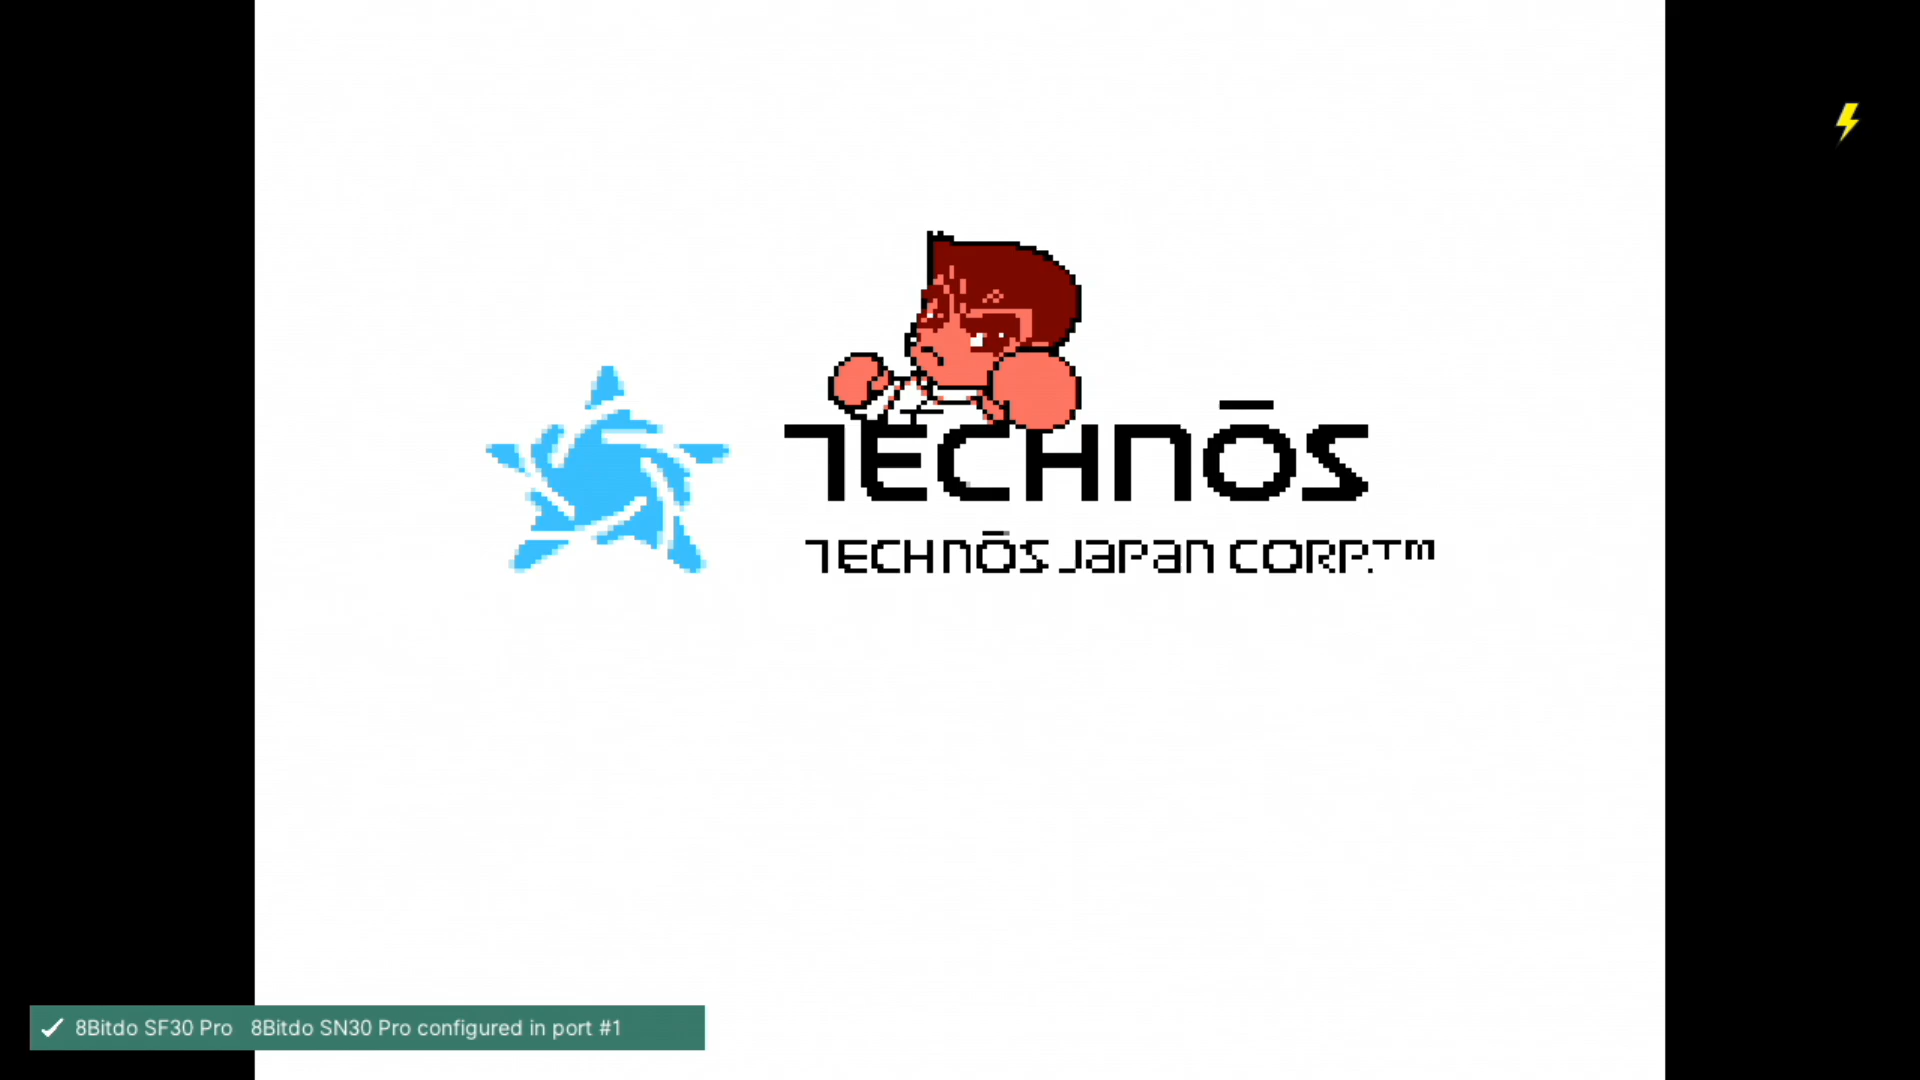 TECHNŌS
TECHNŌS JAPAN CORP.™
8Bitdo SF30 Pro 8Bitdo SN30 Pro configured in port #1